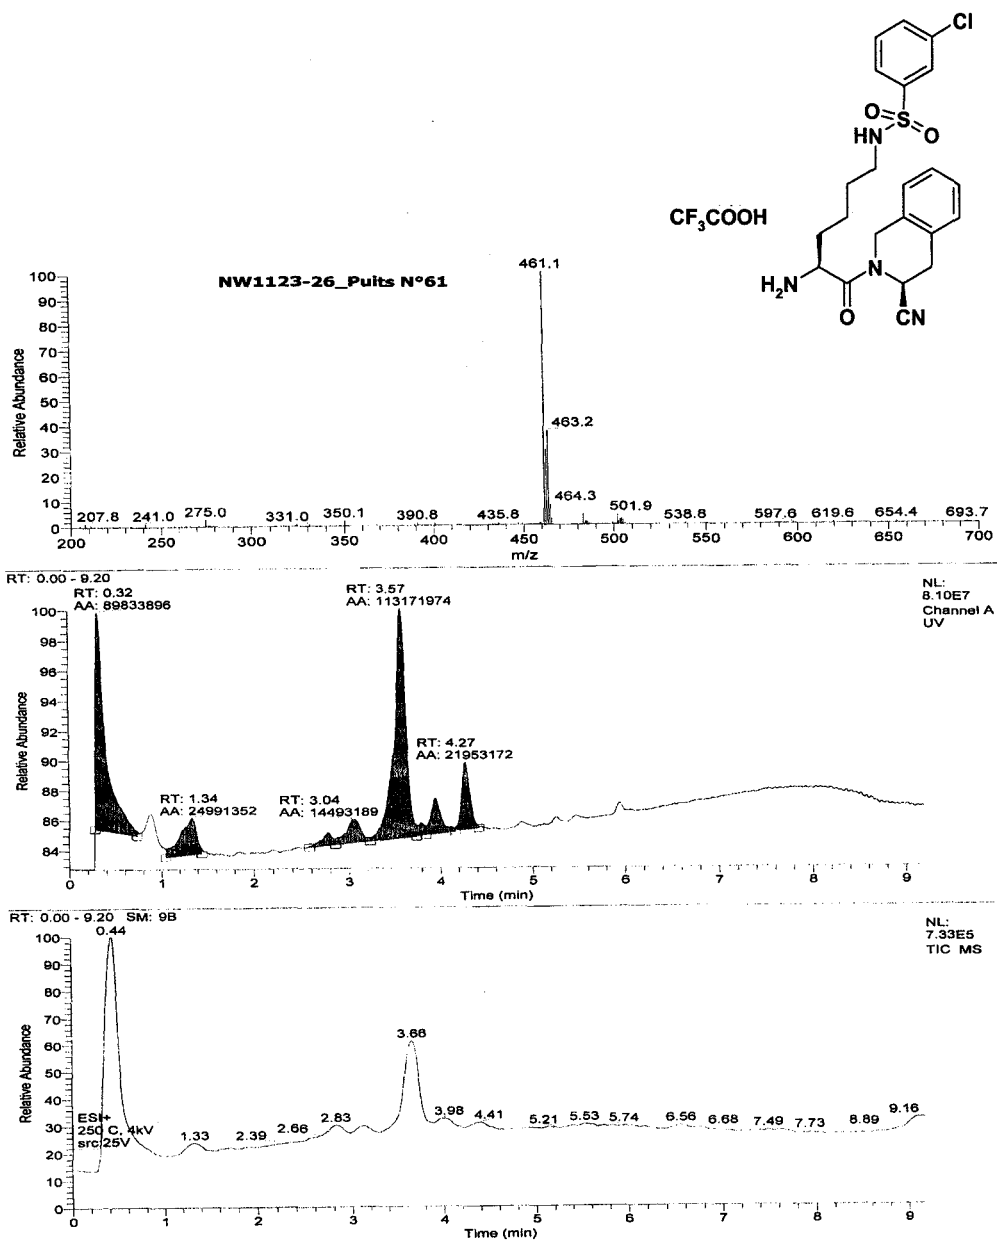 Cl
O
S
O
HN
CF3COOH
H2N
N
O
CN
NW1123-26_Puits N°61
461.1
463.2
464.3
207.8 241.0 275.0 331.0 350.1 390.8 435.8 501.9 538.8 597.6 619.6 654.4 693.7
Relative Abundance
100
90
80
70
60
50
40
30
20
10
0
200 250 300 350 400 450 500 550 600 650 700
m/z
RT: 0.00 - 9.20
NL:
8.10E7
Channel A
UV
RT: 0.32
AA: 89833896
RT: 3.57
AA: 113171974
RT: 4.27
AA: 21953172
RT: 1.34
AA: 24991352
RT: 3.04
AA: 14493189
Relative Abundance
100
98
96
94
92
90
88
86
84
0 1 2 3 4 5 6 7 8 9
Time (min)
RT: 0.00 - 9.20 SM: 9B
NL:
7.33E5
TIC MS
0.44
3.66
ESI+
250 C, 4kV
src 25V
1.33 2.39 2.66 2.83 3.98 4.41 5.21 5.53 5.74 6.56 6.68 7.49 7.73 8.89 9.16
Relative Abundance
100
90
80
70
60
50
40
30
20
10
0
0 1 2 3 4 5 6 7 8 9
Time (min)